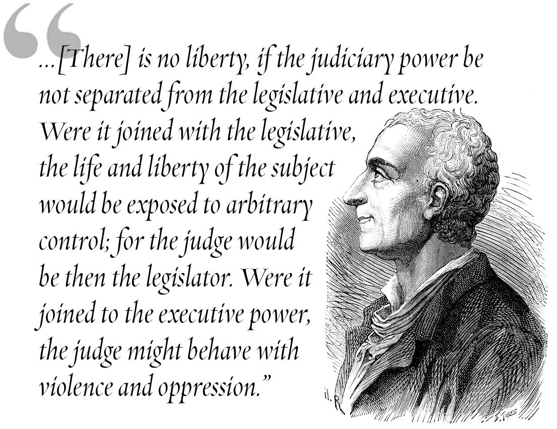 “...[There] is no liberty, if the judiciary power be
not separated from the legislative and executive.
Were it joined with the legislative,
the life and liberty of the subject
would be exposed to arbitrary
control; for the judge would
be then the legislator. Were it
joined to the executive power,
the judge might behave with
violence and oppression.”